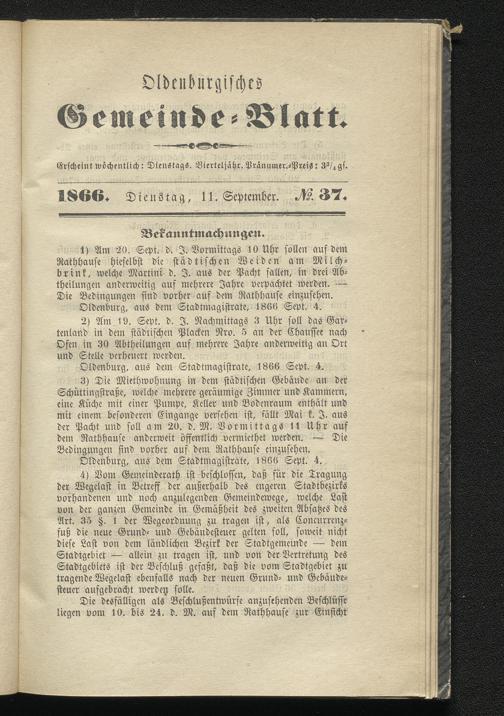 Oldenburgisches
Gemeinde-Blatt.
Erscheint wöchentlich: Dienstags. Vierteljähr. Pränumer.-Preis: 3¾ gs.
1866. Dienstag, 11. September. № 37.
Bekanntmachungen.
1) Am 20. Sept. d. J. Vormittags 10 Uhr sollen auf dem
Rathhause hieselbst die städtischen Weiden am Milch-
brink, welche Martini d. J. aus der Pacht fallen, in drei Ab-
theilungen anderweitig auf mehrere Jahre verpachtet werden. —
Die Bedingungen sind vorher auf dem Rathhause einzusehen.
Oldenburg, aus dem Stadtmagistrate, 1866 Sept. 4.
2) Am 19. Sept. d. J. Nachmittags 3 Uhr soll das Gar-
tenland in dem städtischen Placken Nro. 5 an der Chaussee nach
Ofen in 30 Abtheilungen auf mehrere Jahre anderweitig an Ort
und Stelle verheuert werden.
Oldenburg, aus dem Stadtmagistrate, 1866 Sept. 4.
3) Die Miethwohnung in dem städtischen Gebäude an der
Schüttingstraße, welche mehrere geräumige Zimmer und Kammern,
eine Küche mit einer Pumpe, Keller und Bodenraum enthält und
mit einem besonderen Eingange versehen ist, fällt Mai k. J. aus
der Pacht und soll am 20. d. M. Vormittags 11 Uhr auf
dem Rathhause anderweit öffentlich vermiethet werden. — Die
Bedingungen sind vorher auf dem Rathhause einzusehen.
Oldenburg, aus dem Stadtmagistrate, 1866 Sept. 4.
4) Vom Gemeinderath ist beschlossen, daß für die Tragung
der Wegelast in Betreff der außerhalb des engeren Stadtbezirks
vorhandenen und noch anzulegenden Gemeindewege, welche Last
von der ganzen Gemeinde in Gemäßheit des zweiten Absatzes des
Art. 35 §. 1 der Wegeordnung zu tragen ist, als Concurrenz-
fuß die neue Grund- und Gebäudesteuer gelten soll, soweit nicht
diese Last von dem ländlichen Bezirk der Stadtgemeinde — dem
Stadtgebiet — allein zu tragen ist, und von der Vertretung des
Stadtgebiets ist der Beschluß gefaßt, daß die vom Stadtgebiet zu
tragende Wegelast ebenfalls nach der neuen Grund- und Gebäude-
steuer aufgebracht werden solle.
Die desfälligen als Beschlußentwürfe anzusehenden Beschlüsse
liegen vom 10. bis 24. d. M. auf dem Rathhause zur Einsicht